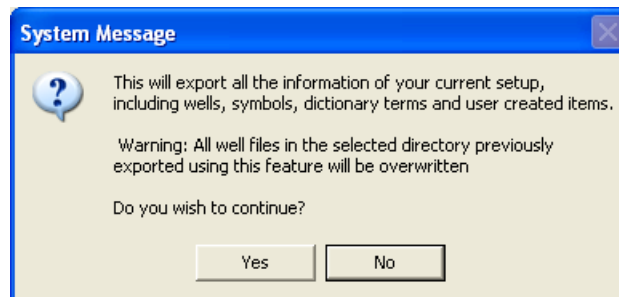 System Message
This will export all the information of your current setup,
including wells, symbols, dictionary terms and user created items.
Warning: All well files in the selected directory previously
exported using this feature will be overwritten
Do you wish to continue?
Yes
No